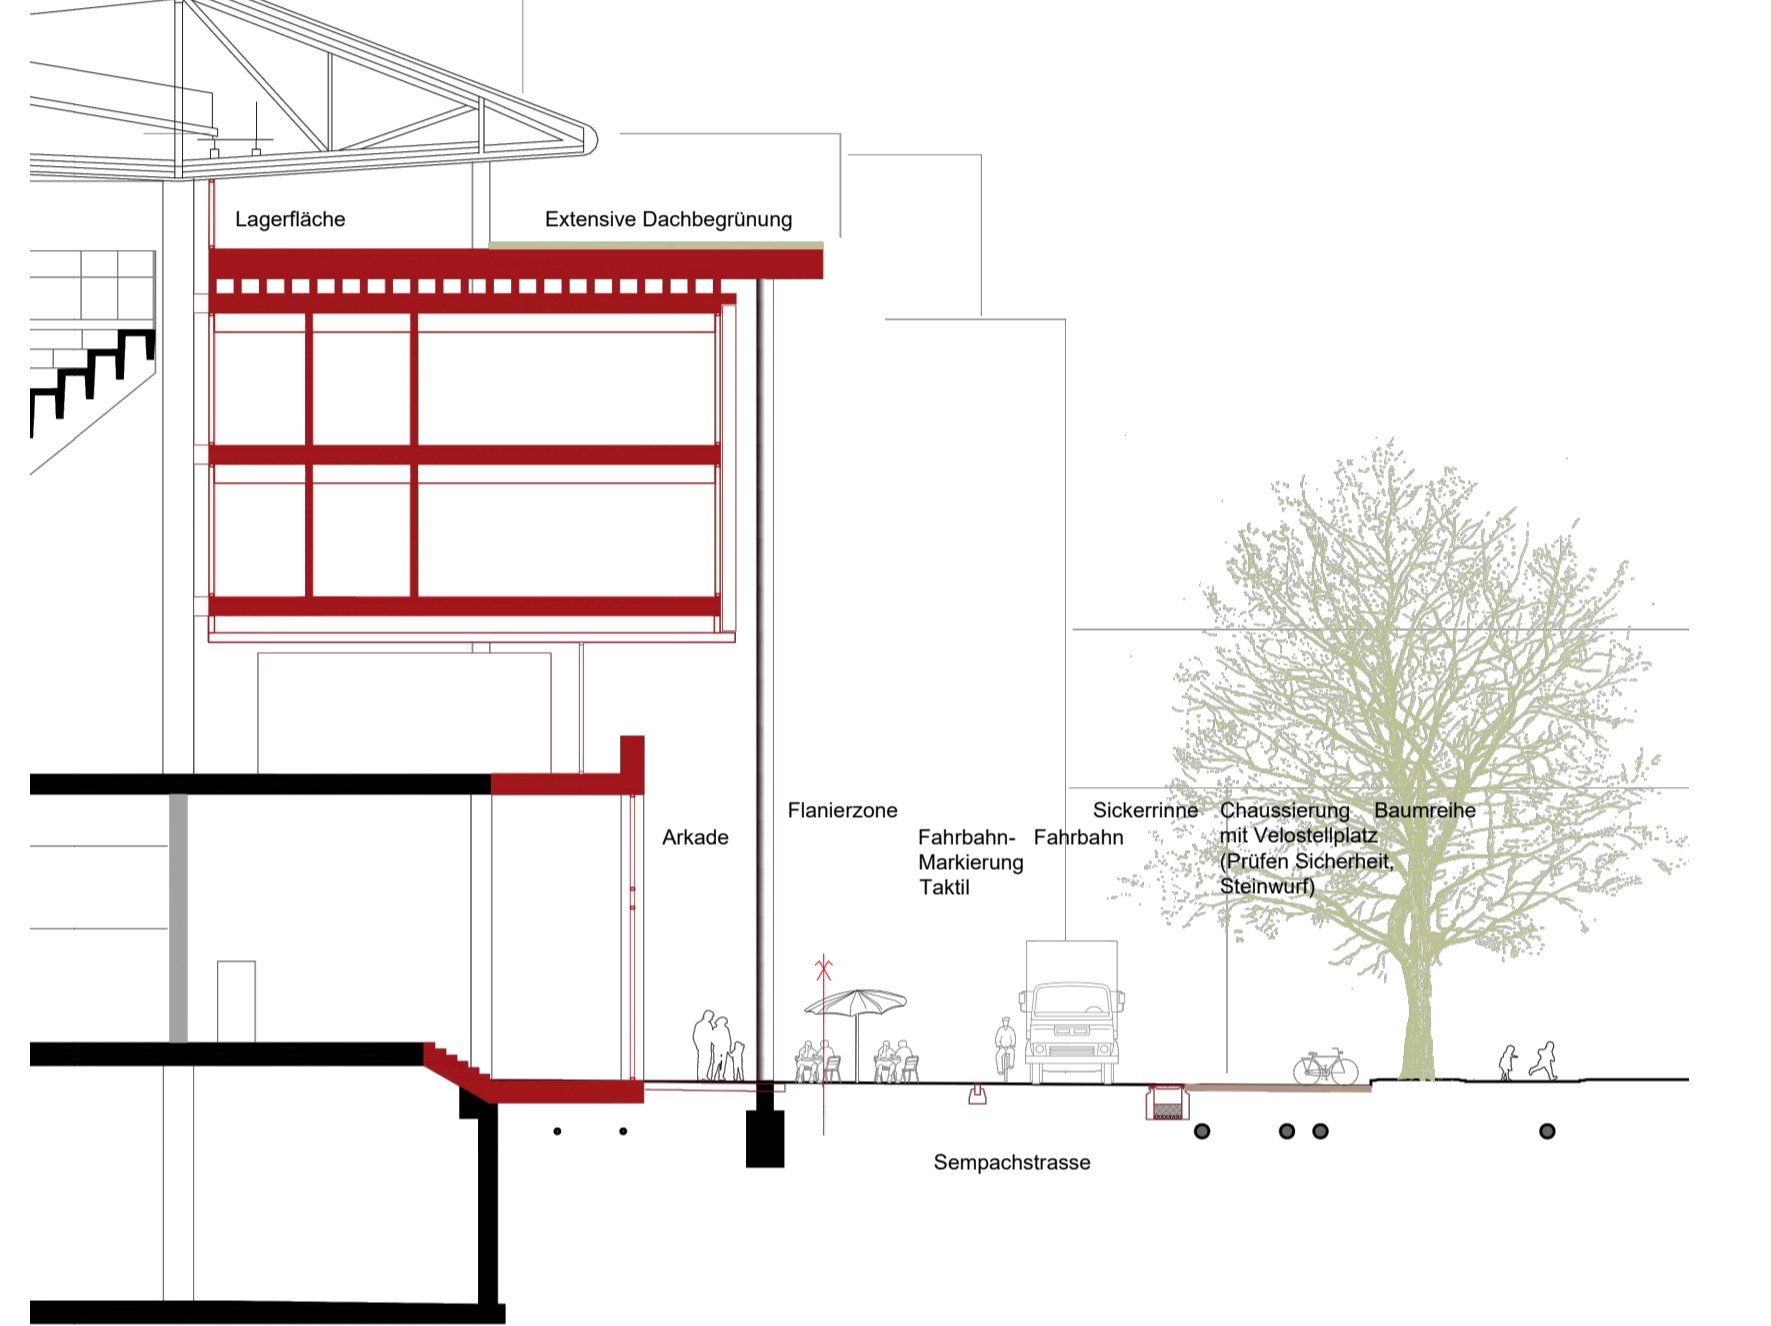 Lagerfläche
Extensive Dachbegrünung
Arkade
Flanierzone
Fahrbahn-
Markierung
Taktil
Fahrbahn
Sickerrinne
Chaussierung
mit Velostellplatz
(Prüfen Sicherheit,
Steinwurf)
Baumreihe
Sempachstrasse